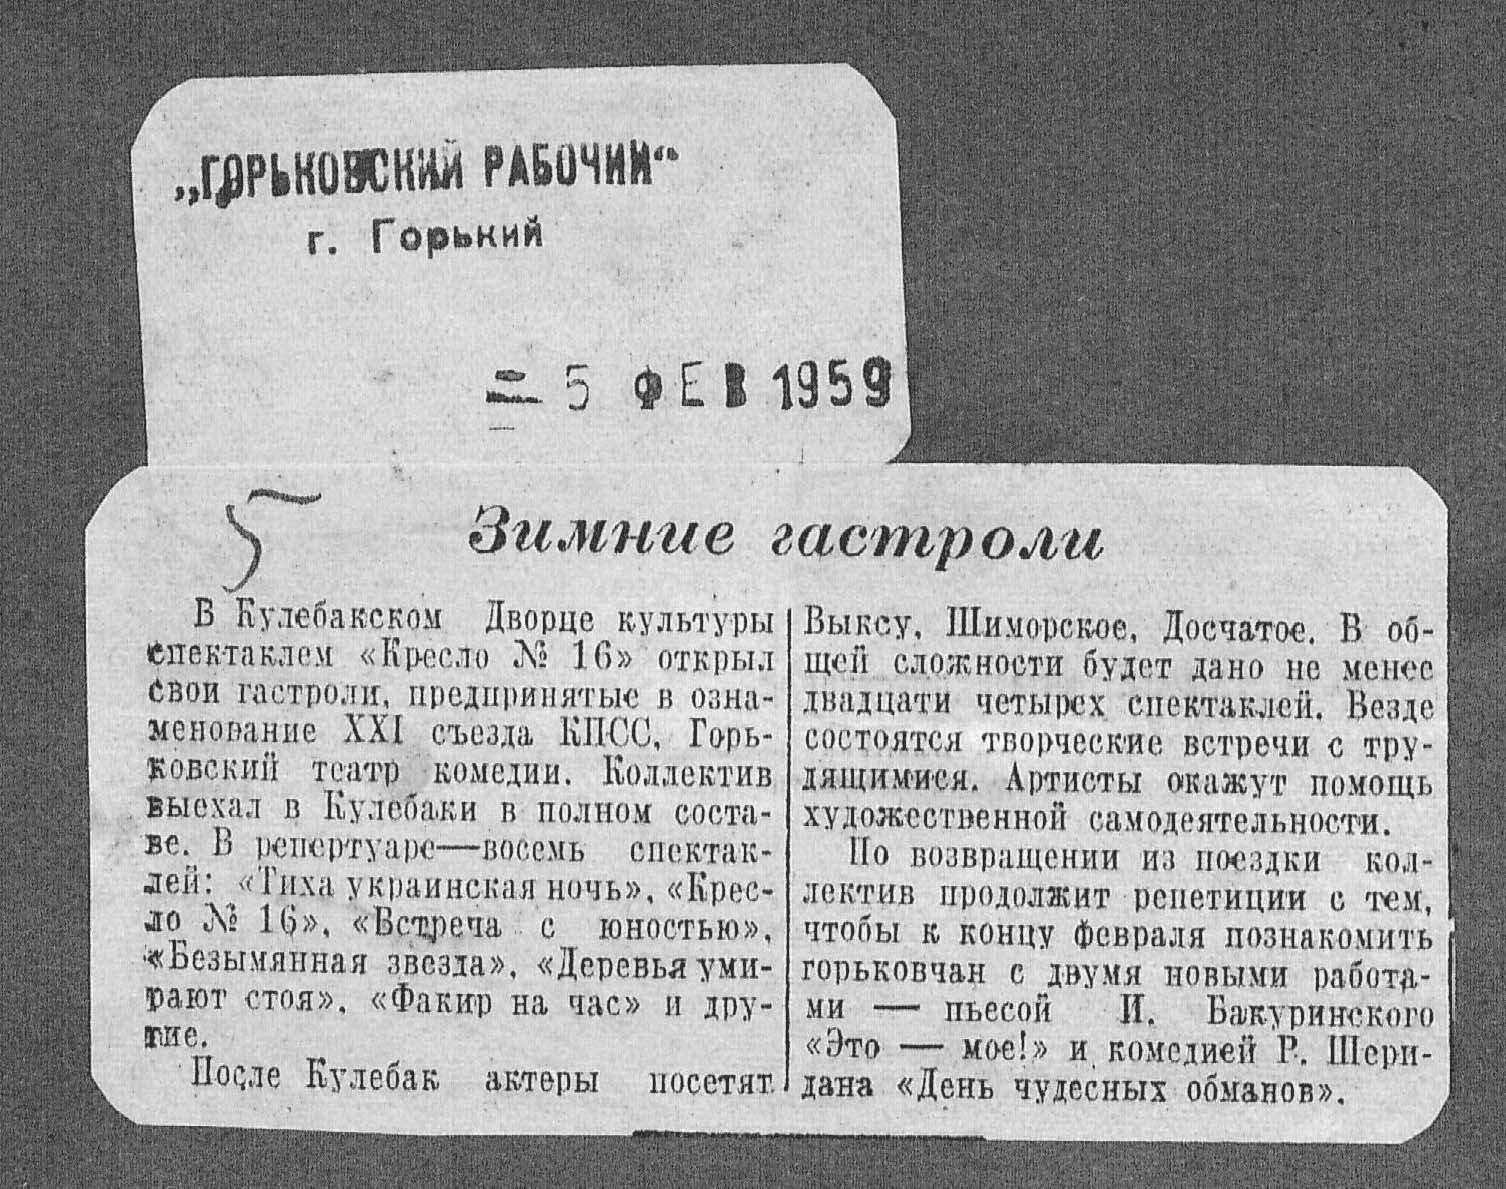 „ГОРЬКОВСКИЙ РАБОЧИЙ“
г. Горький
5 ФЕВ 1959
5
Зимние гастроли
В Кулебакском Дворце культуры
спектаклем «Кресло № 16» открыл
свои гастроли, предпринятые в озна-
менование XXI съезда КПСС, Горь-
ковский театр комедии. Коллектив
выехал в Кулебаки в полном соста-
ве. В репертуаре—восемь спектак-
лей: «Тиха украинская ночь», «Крес-
ло № 16», «Встреча с юностью»,
«Безымянная звезда», «Деревья уми-
рают стоя», «Факир на час» и дру-
гие.
После Кулебак актеры посетят
Выксу, Шиморское, Досчатое. В об-
щей сложности будет дано не менее
двадцати четырех спектаклей. Везде
состоятся творческие встречи с тру-
дящимися. Артисты окажут помощь
художественной самодеятельности.
По возвращении из поездки кол-
лектив продолжит репетиции с тем,
чтобы к концу февраля познакомить
горьковчан с двумя новыми работа-
ми — пьесой И. Бакуринского
«Это — мое!» и комедией Р. Шери-
дана «День чудесных обманов».